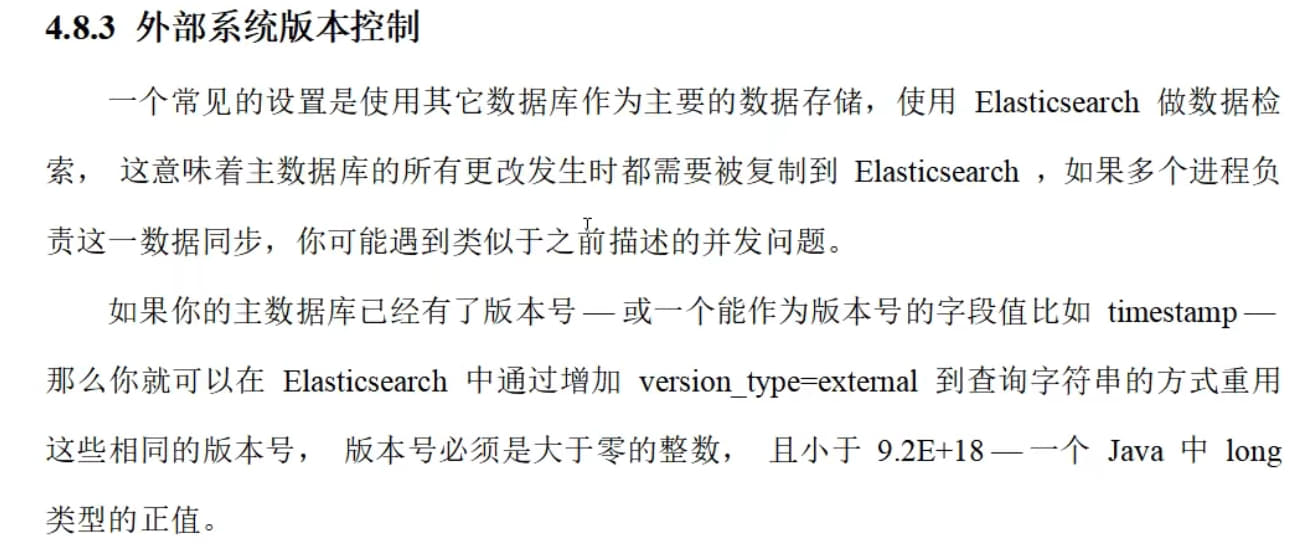 4.8.3 外部系统版本控制
一个常见的设置是使用其它数据库作为主要的数据存储，使用 Elasticsearch 做数据检
索， 这意味着主数据库的所有更改发生时都需要被复制到 Elasticsearch ，如果多个进程负
责这一数据同步，你可能遇到类似于之前描述的并发问题。
如果你的主数据库已经有了版本号 — 或一个能作为版本号的字段值比如 timestamp —
那么你就可以在 Elasticsearch 中通过增加 version_type=external 到查询字符串的方式重用
这些相同的版本号， 版本号必须是大于零的整数， 且小于 9.2E+18 — 一个 Java 中 long
类型的正值。